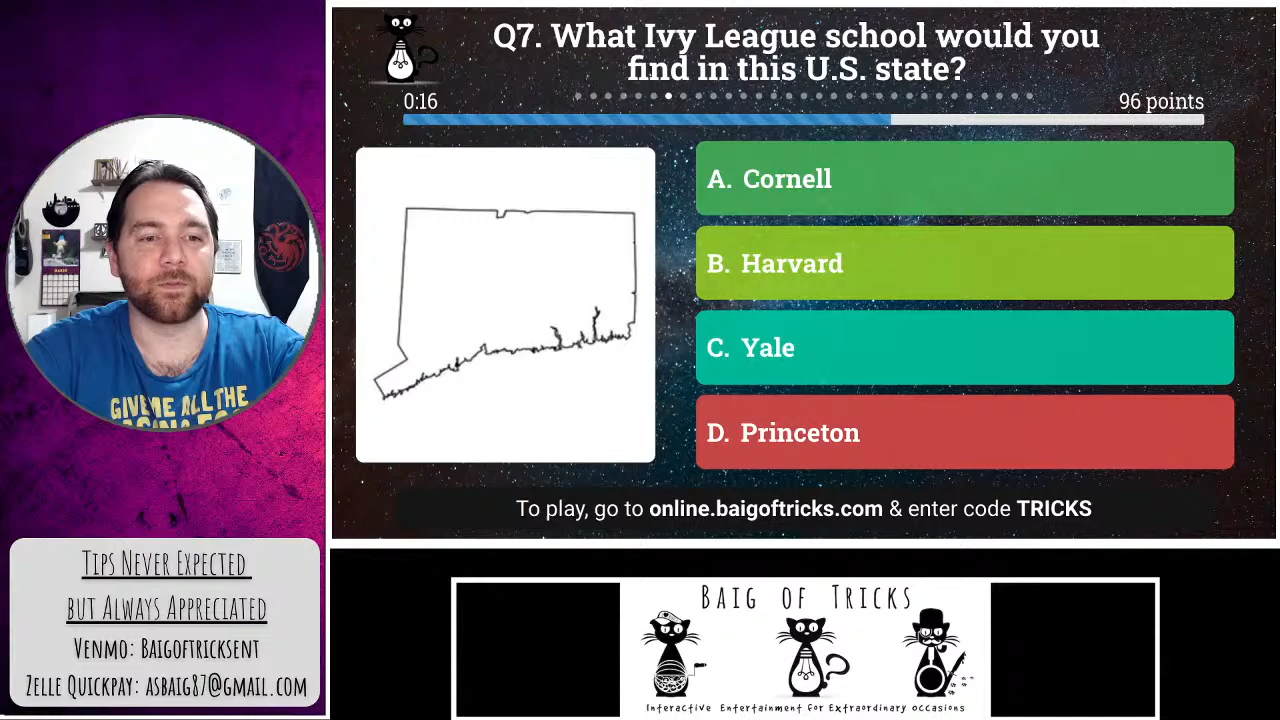 Q7. What Ivy League school would you
find in this U.S. state?
0:16
96 points
A. Cornell
B. Harvard
C. Yale
D. Princeton
To play, go to online.baigoftricks.com & enter code TRICKS
GIVE ME ALL THE
Tips Never Expected
but Always Appreciated
Venmo: Baigoftricksent
Zelle Quickpay: asbaig87@gmail.com
Baig of Tricks
Interactive Entertainment for Extraordinary Occasions